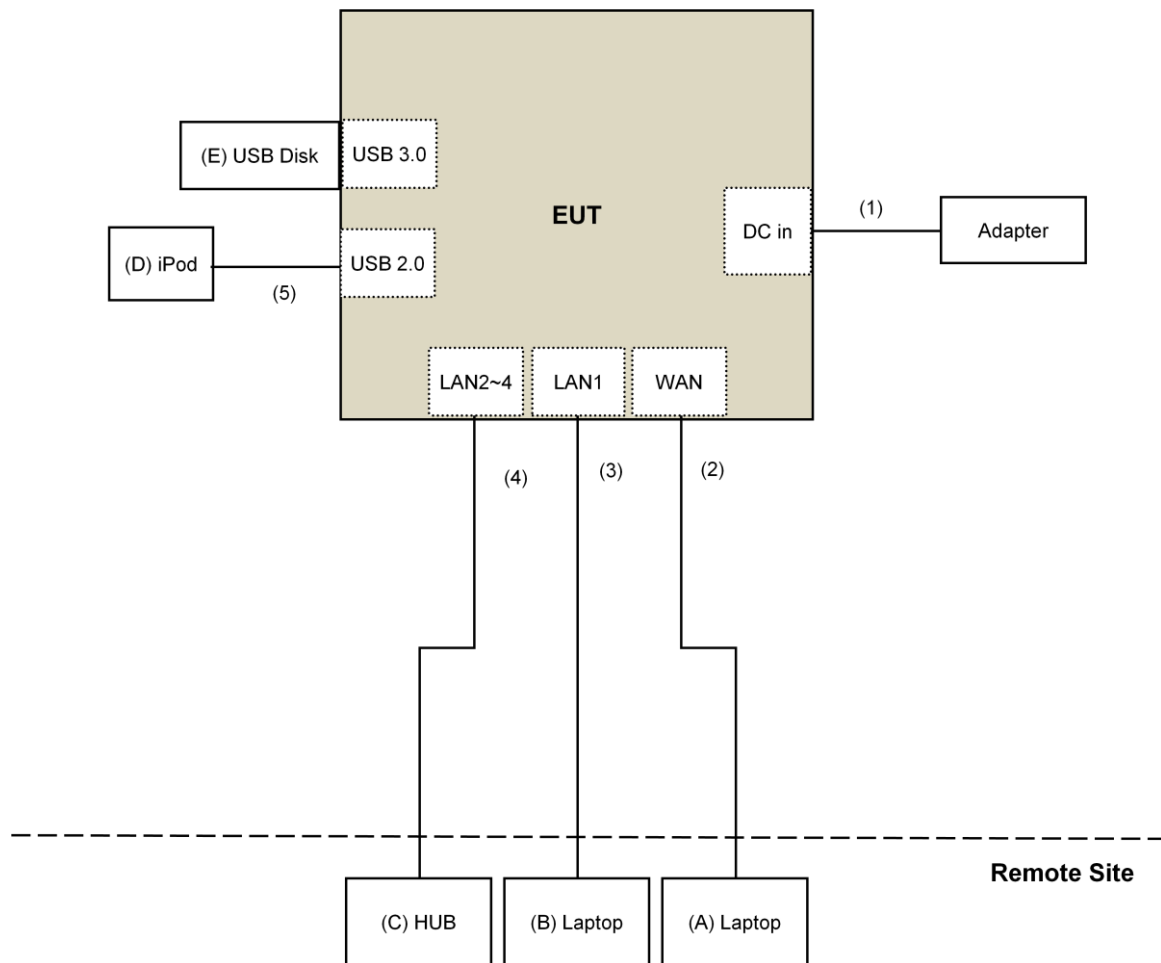 (E) USB Disk
USB 3.0
EUT
DC in
(1)
Adapter
(D) iPod
(5)
USB 2.0
LAN2~4
LAN1
WAN
(4)
(3)
(2)
Remote Site
(C) HUB
(B) Laptop
(A) Laptop